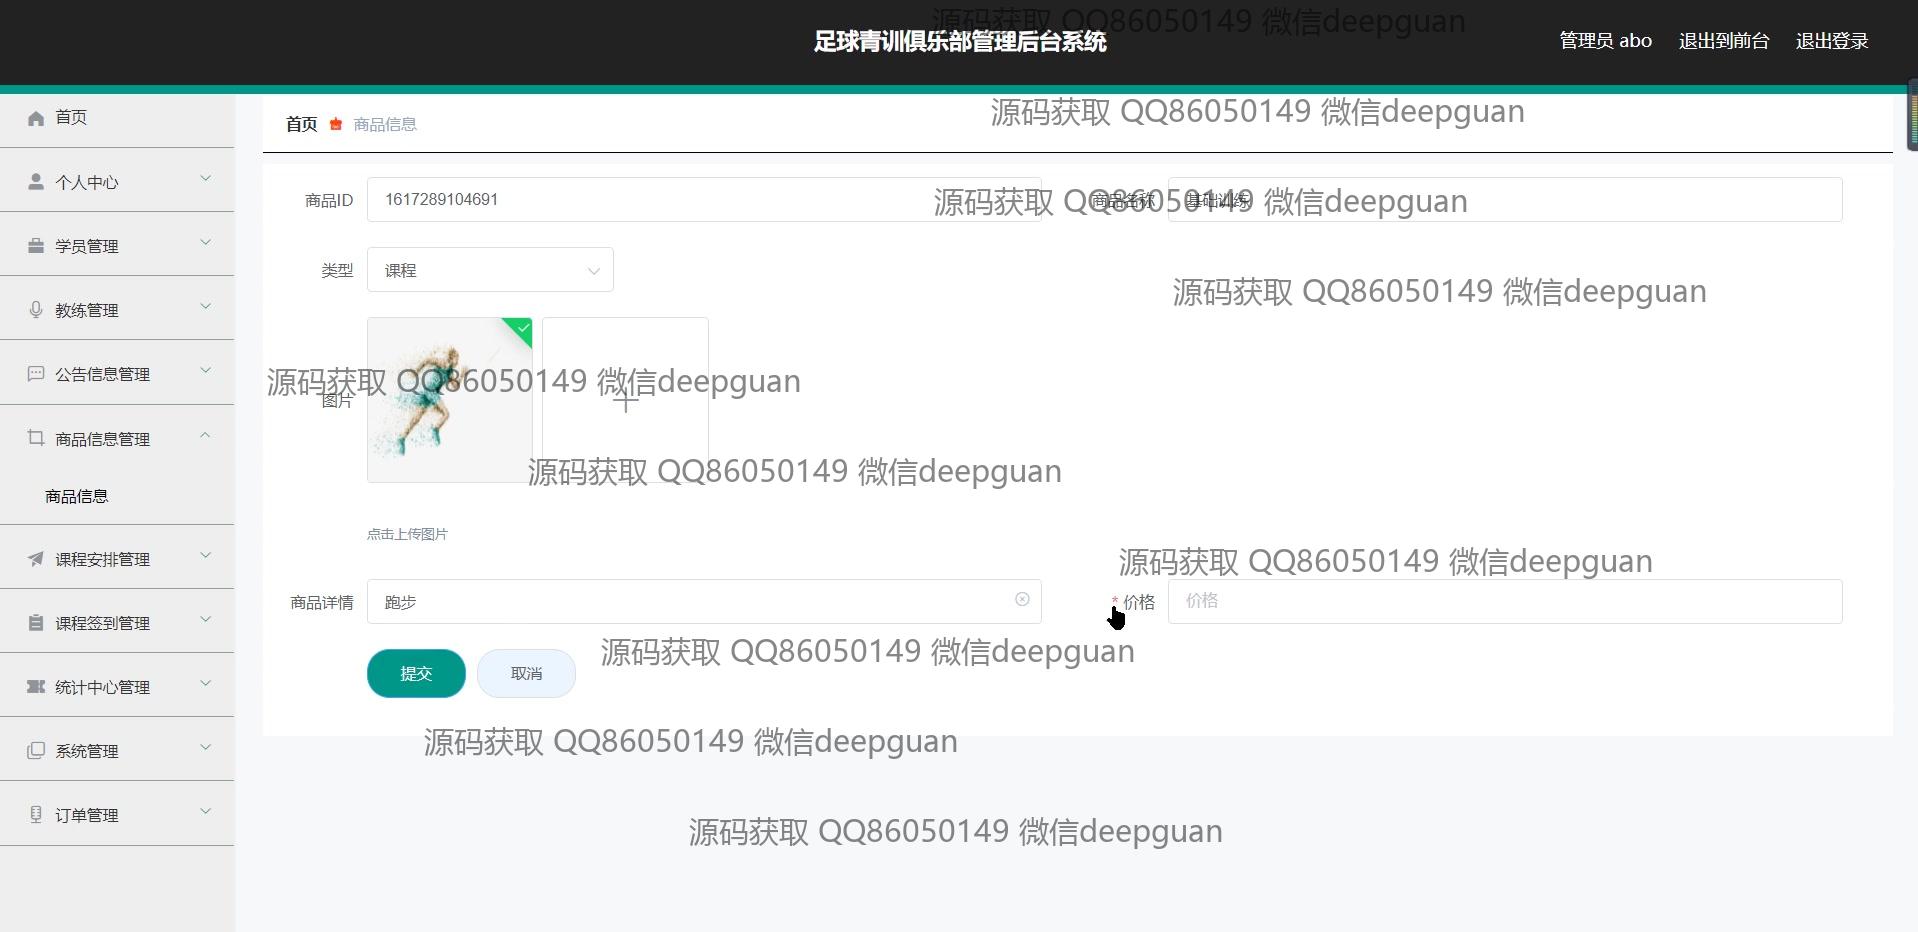 源码获取 QQ86050149 微信deepguan
足球青训俱乐部管理后台系统
管理员 abo
退出到前台
退出登录
首页
首页
商品信息
源码获取 QQ86050149 微信deepguan
个人中心
商品ID
1617289104691
商品名称
基础训练
源码获取 QQ86050149 微信deepguan
学员管理
类型
课程
源码获取 QQ86050149 微信deepguan
教练管理
公告信息管理
源码获取 QQ86050149 微信deepguan
图片
商品信息管理
源码获取 QQ86050149 微信deepguan
商品信息
点击上传图片
课程安排管理
源码获取 QQ86050149 微信deepguan
商品详情
跑步
* 价格
价格
课程签到管理
源码获取 QQ86050149 微信deepguan
提交
取消
统计中心管理
源码获取 QQ86050149 微信deepguan
系统管理
订单管理
源码获取 QQ86050149 微信deepguan